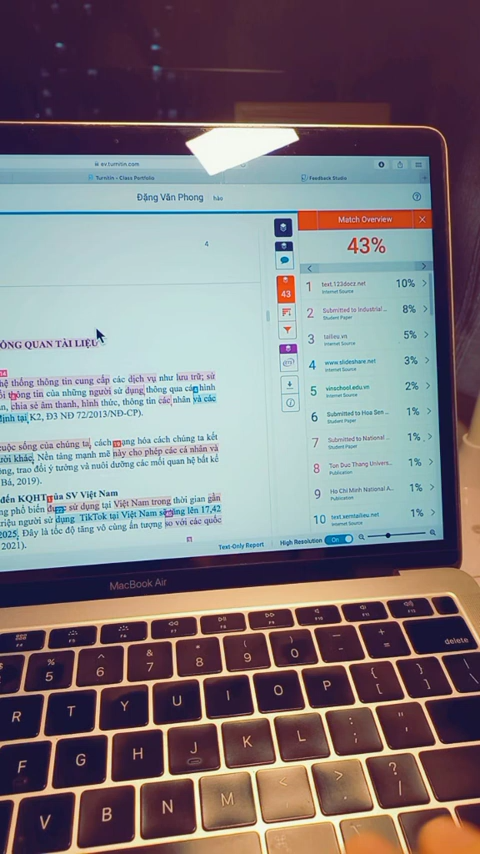 ev.turnitin.com
Turnitin - Class Portfolio
Feedback Studio
Đặng Văn Phong hào
4
Match Overview
43%
43
ỔNG QUAN TÀI LIỆU
hệ thống thông tin cung cấp các dịch vụ như lưu trữ; sử
thông tin của những người sử dụng thông qua các hình
chia sẻ âm thanh, hình thức, thông tin các nhân và các
định tại K2, Đ3 NĐ 72/2013/NĐ-CP).
cuộc sống của chúng ta, cách mạng hóa cách chúng ta kết
khác. Nền tảng mạnh mẽ này cho phép các cá nhân và
trao đổi ý tưởng và nuôi dưỡng các mối quan hệ bất kể
Bá, 2019).
đến KQHT của SV Việt Nam
phổ biến được sử dụng tại Việt Nam trong thời gian gần
triệu người sử dụng TikTok tại Việt Nam sẽ tăng lên 17,42
2025. Đây là tốc độ tăng vô cùng ấn tượng so với các quốc
2021).
1 text.123docz.net 10% >
Internet Source
2 Submitted to Industrial ... 8% >
Student Paper
3 tailieu.vn 5% >
Internet Source
4 www.slideshare.net 3% >
Internet Source
5 vinschool.edu.vn 2% >
Internet Source
6 Submitted to Hoa Sen ... 1% >
Student Paper
7 Submitted to National ... 1% >
Student Paper
8 Ton Duc Thang Univers... 1% >
Publication
9 Ho Chi Minh National A... 1% >
Publication
10 text.xemtailieu.net 1% >
Internet Source
Text-Only Report
High Resolution On
MacBook Air
F5 F6 F7 F8 F9 F10 F11 F12
% 5 ^ 6 & 7 * 8 ( 9 ) 0 _ - + = delete
R T Y U I O P { [ } ] | \
F G H J K L : ; " '
V B N M < , > . ? /